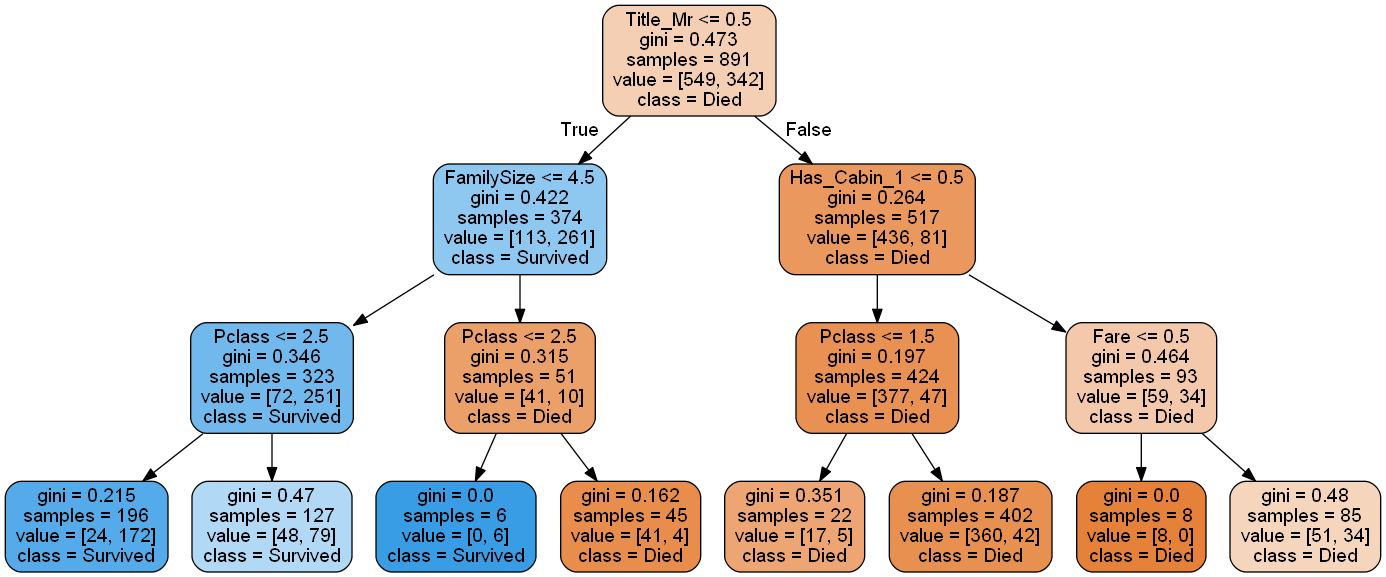 Title_Mr <= 0.5
gini = 0.473
samples = 891
value = [549, 342]
class = Died
True
False
FamilySize <= 4.5
gini = 0.422
samples = 374
value = [113, 261]
class = Survived
Has_Cabin_1 <= 0.5
gini = 0.264
samples = 517
value = [436, 81]
class = Died
Pclass <= 2.5
gini = 0.346
samples = 323
value = [72, 251]
class = Survived
Pclass <= 2.5
gini = 0.315
samples = 51
value = [41, 10]
class = Died
Pclass <= 1.5
gini = 0.197
samples = 424
value = [377, 47]
class = Died
Fare <= 0.5
gini = 0.464
samples = 93
value = [59, 34]
class = Died
gini = 0.215
samples = 196
value = [24, 172]
class = Survived
gini = 0.47
samples = 127
value = [48, 79]
class = Survived
gini = 0.0
samples = 6
value = [0, 6]
class = Survived
gini = 0.162
samples = 45
value = [41, 4]
class = Died
gini = 0.351
samples = 22
value = [17, 5]
class = Died
gini = 0.187
samples = 402
value = [360, 42]
class = Died
gini = 0.0
samples = 8
value = [8, 0]
class = Died
gini = 0.48
samples = 85
value = [51, 34]
class = Died